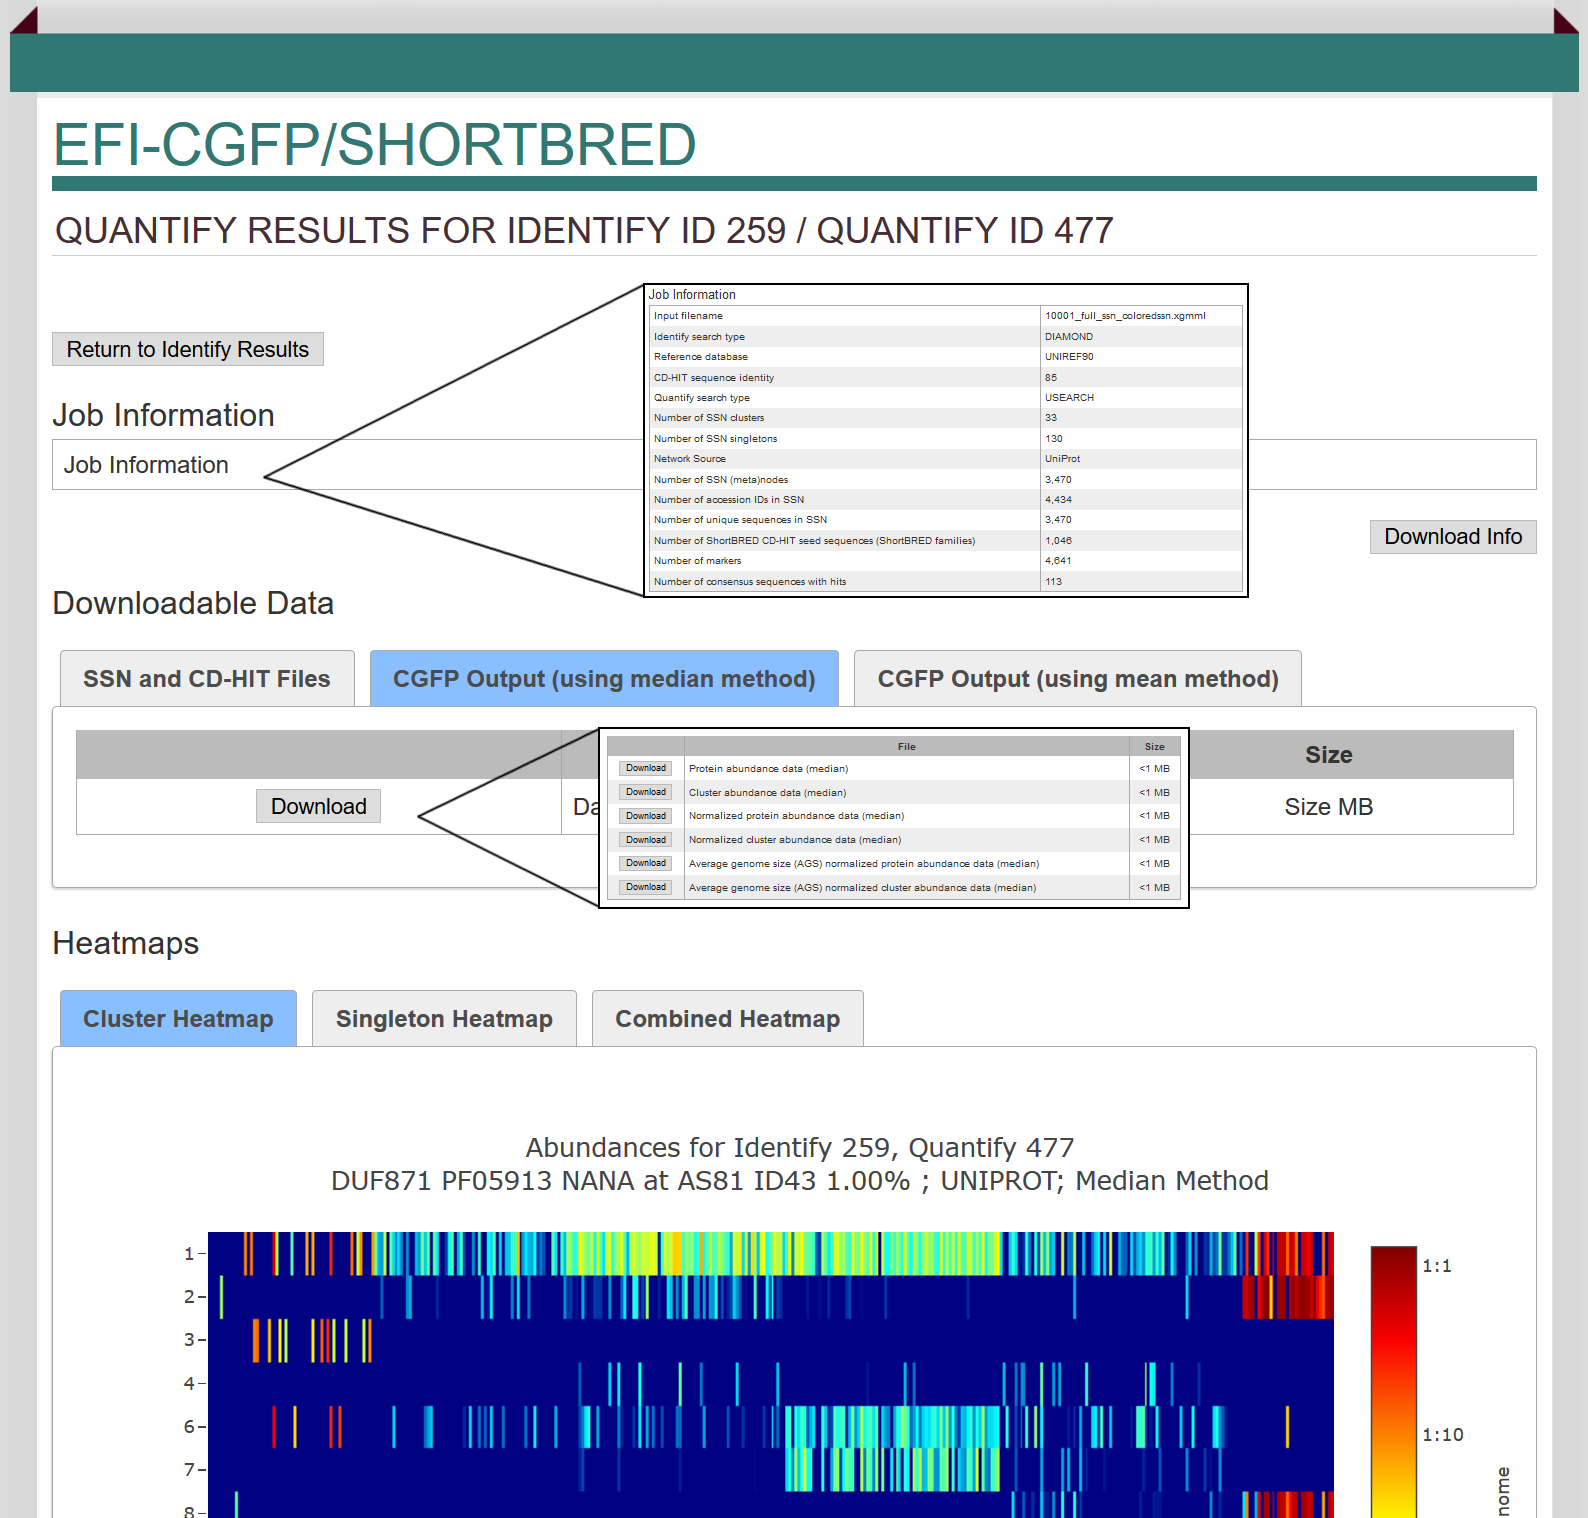 EFI-CGFP/SHORTBRED
QUANTIFY RESULTS FOR IDENTIFY ID 259 / QUANTIFY ID 477
Return to Identify Results
Job Information
Job Information
Job Information
Input filename 10001_full_ssn_coloredssn.xgmml
Identify search type DIAMOND
Reference database UNIREF90
CD-HIT sequence identity 85
Quantify search type USEARCH
Number of SSN clusters 33
Number of SSN singletons 130
Network Source UniProt
Number of SSN (meta)nodes 3,470
Number of accession IDs in SSN 4,434
Number of unique sequences in SSN 3,470
Number of ShortBRED CD-HIT seed sequences (ShortBRED families) 1,046
Number of markers 4,641
Number of consensus sequences with hits 113
Download Info
Downloadable Data
SSN and CD-HIT Files CGFP Output (using median method) CGFP Output (using mean method)
Size
Download Da Size MB
File Size
Download Protein abundance data (median) <1 MB
Download Cluster abundance data (median) <1 MB
Download Normalized protein abundance data (median) <1 MB
Download Normalized cluster abundance data (median) <1 MB
Download Average genome size (AGS) normalized protein abundance data (median) <1 MB
Download Average genome size (AGS) normalized cluster abundance data (median) <1 MB
Heatmaps
Cluster Heatmap Singleton Heatmap Combined Heatmap
Abundances for Identify 259, Quantify 477
DUF871 PF05913 NANA at AS81 ID43 1.00% ; UNIPROT; Median Method
1
2
3
4
6
7
8
1:1
1:10
nome